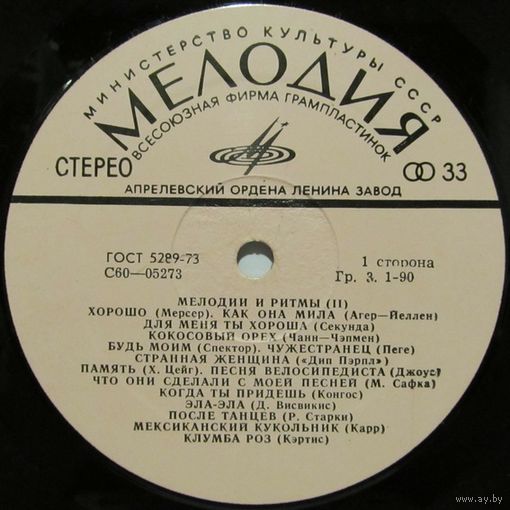 МИНИСТЕРСТВО КУЛЬТУРЫ СССР
МЕЛОДИЯ
ВСЕСОЮЗНАЯ ФИРМА ГРАМПЛАСТИНОК
СТЕРЕО
33
АПРЕЛЕВСКИЙ ОРДЕНА ЛЕНИНА ЗАВОД
ГОСТ 5289-73
1 сторона
С60—05273
Гр. 3. 1-90
МЕЛОДИИ И РИТМЫ (II)
ХОРОШО (Мерсер). КАК ОНА МИЛА (Агер—Йеллен)
ДЛЯ МЕНЯ ТЫ ХОРОША (Секунда)
КОКОСОВЫЙ ОРЕХ (Чанн—Чэпмен)
БУДЬ МОИМ (Спектор). ЧУЖЕСТРАНЕЦ (Пеге)
СТРАННАЯ ЖЕНЩИНА («Дип Пэрпл»)
ПАМЯТЬ (Х. Цейг). ПЕСНЯ ВЕЛОСИПЕДИСТА (Джоус)
ЧТО ОНИ СДЕЛАЛИ С МОЕЙ ПЕСНЕЙ (М. Сафка)
КОГДА ТЫ ПРИДЕШЬ (Конгос)
ЭЛА-ЭЛА (Д. Висвикис)
ПОСЛЕ ТАНЦЕВ (Р. Старки)
МЕКСИКАНСКИЙ КУКОЛЬНИК (Карр)
КЛУМБА РОЗ (Кэртис)
www.ay.by